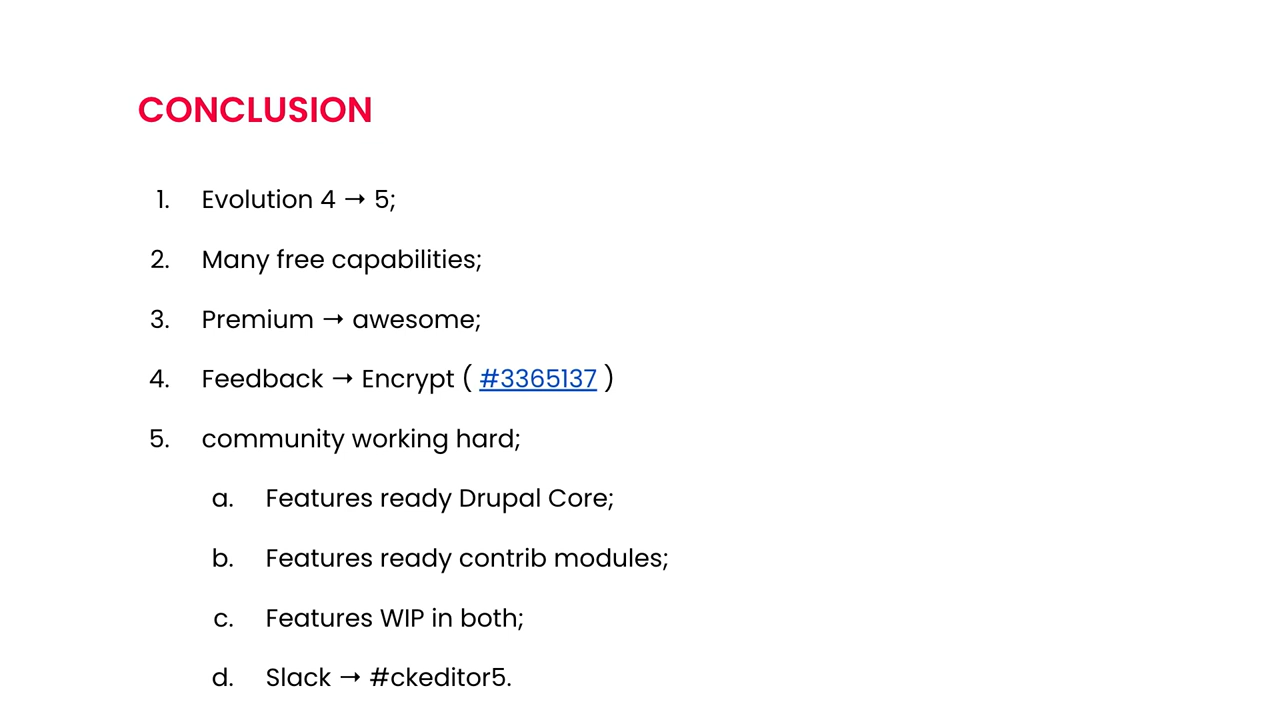 CONCLUSION
1. Evolution 4 → 5;
2. Many free capabilities;
3. Premium → awesome;
4. Feedback → Encrypt ( #3365137 )
5. community working hard;
a. Features ready Drupal Core;
b. Features ready contrib modules;
c. Features WIP in both;
d. Slack → #ckeditor5.